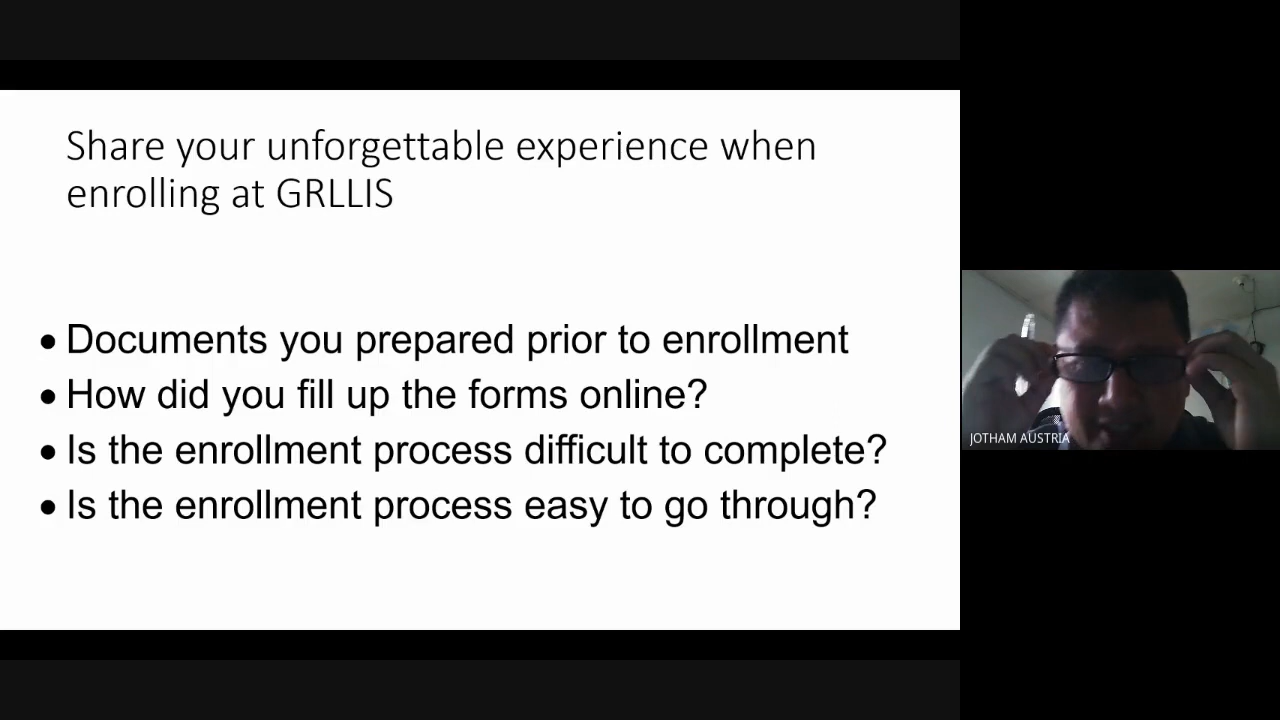 Share your unforgettable experience when
enrolling at GRLLIS
• Documents you prepared prior to enrollment
• How did you fill up the forms online?
• Is the enrollment process difficult to complete?
• Is the enrollment process easy to go through?
JOTHAM AUSTRIA